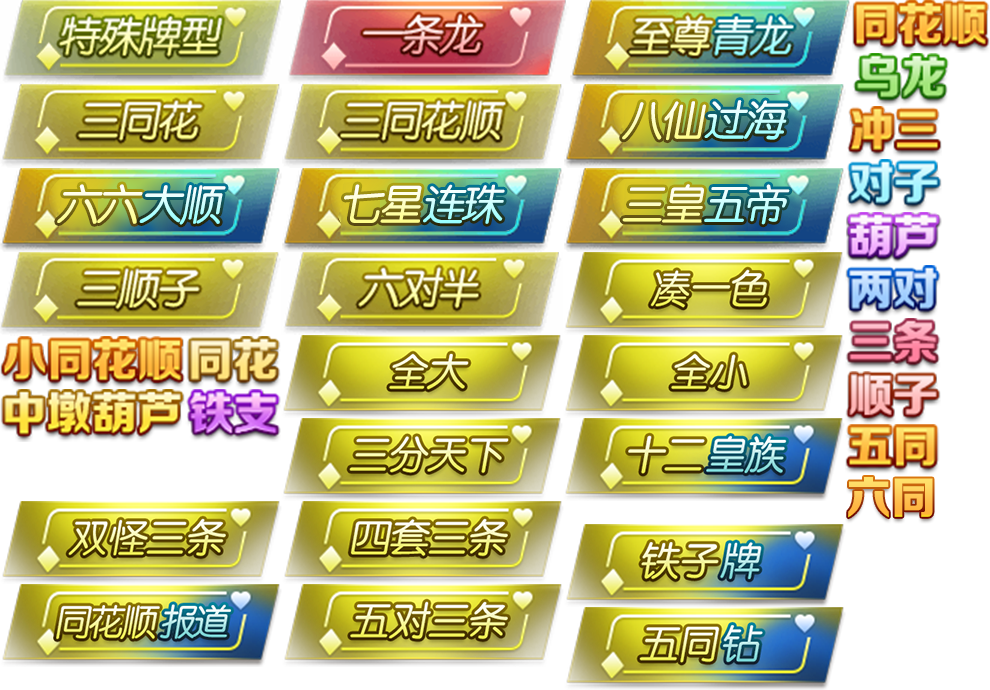 特殊牌型
一条龙
至尊青龙
同花顺
乌龙
三同花
三同花顺
八仙过海
冲三
六六大顺
七星连珠
三皇五帝
对子
葫芦
三顺子
六对半
凑一色
两对
小同花顺
同花
全大
全小
三条
中墩葫芦
铁支
顺子
三分天下
十二皇族
五同
六同
双怪三条
四套三条
铁子牌
同花顺报道
五对三条
五同钻